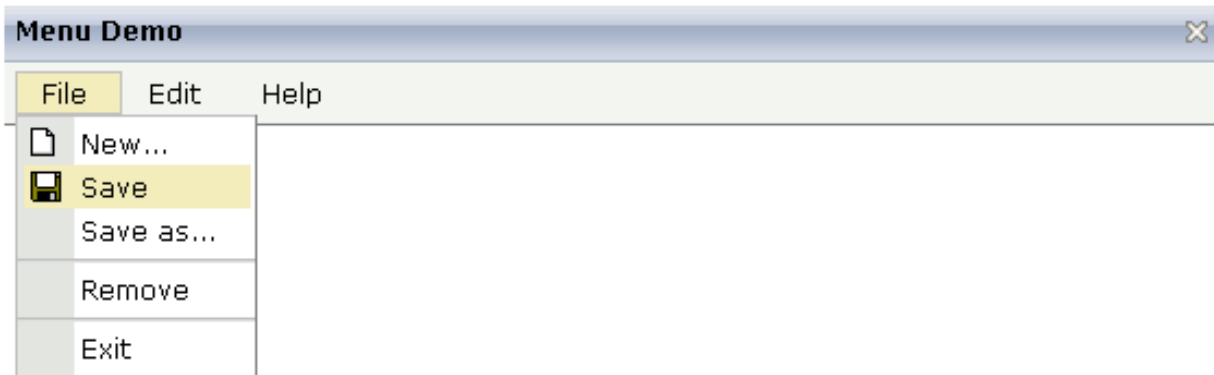 Menu Demo
File Edit Help
New...
Save
Save as...
Remove
Exit